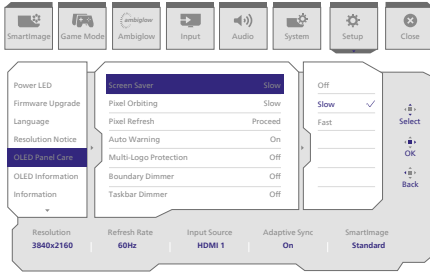 ambiglow
SmartImage Game Mode Ambiglow Input Audio System Setup Close
Power LED
Firmware Upgrade
Language
Resolution Notice
OLED Panel Care
OLED Information
Information
Screen Saver Slow
Pixel Orbiting Slow
Pixel Refresh Proceed
Auto Warning On
Multi-Logo Protection Off
Boundary Dimmer Off
Taskbar Dimmer Off
Off
Slow
Fast
Select
OK
Back
Resolution Refresh Rate Input Source Adaptive Sync SmartImage
3840x2160 60Hz HDMI 1 On Standard